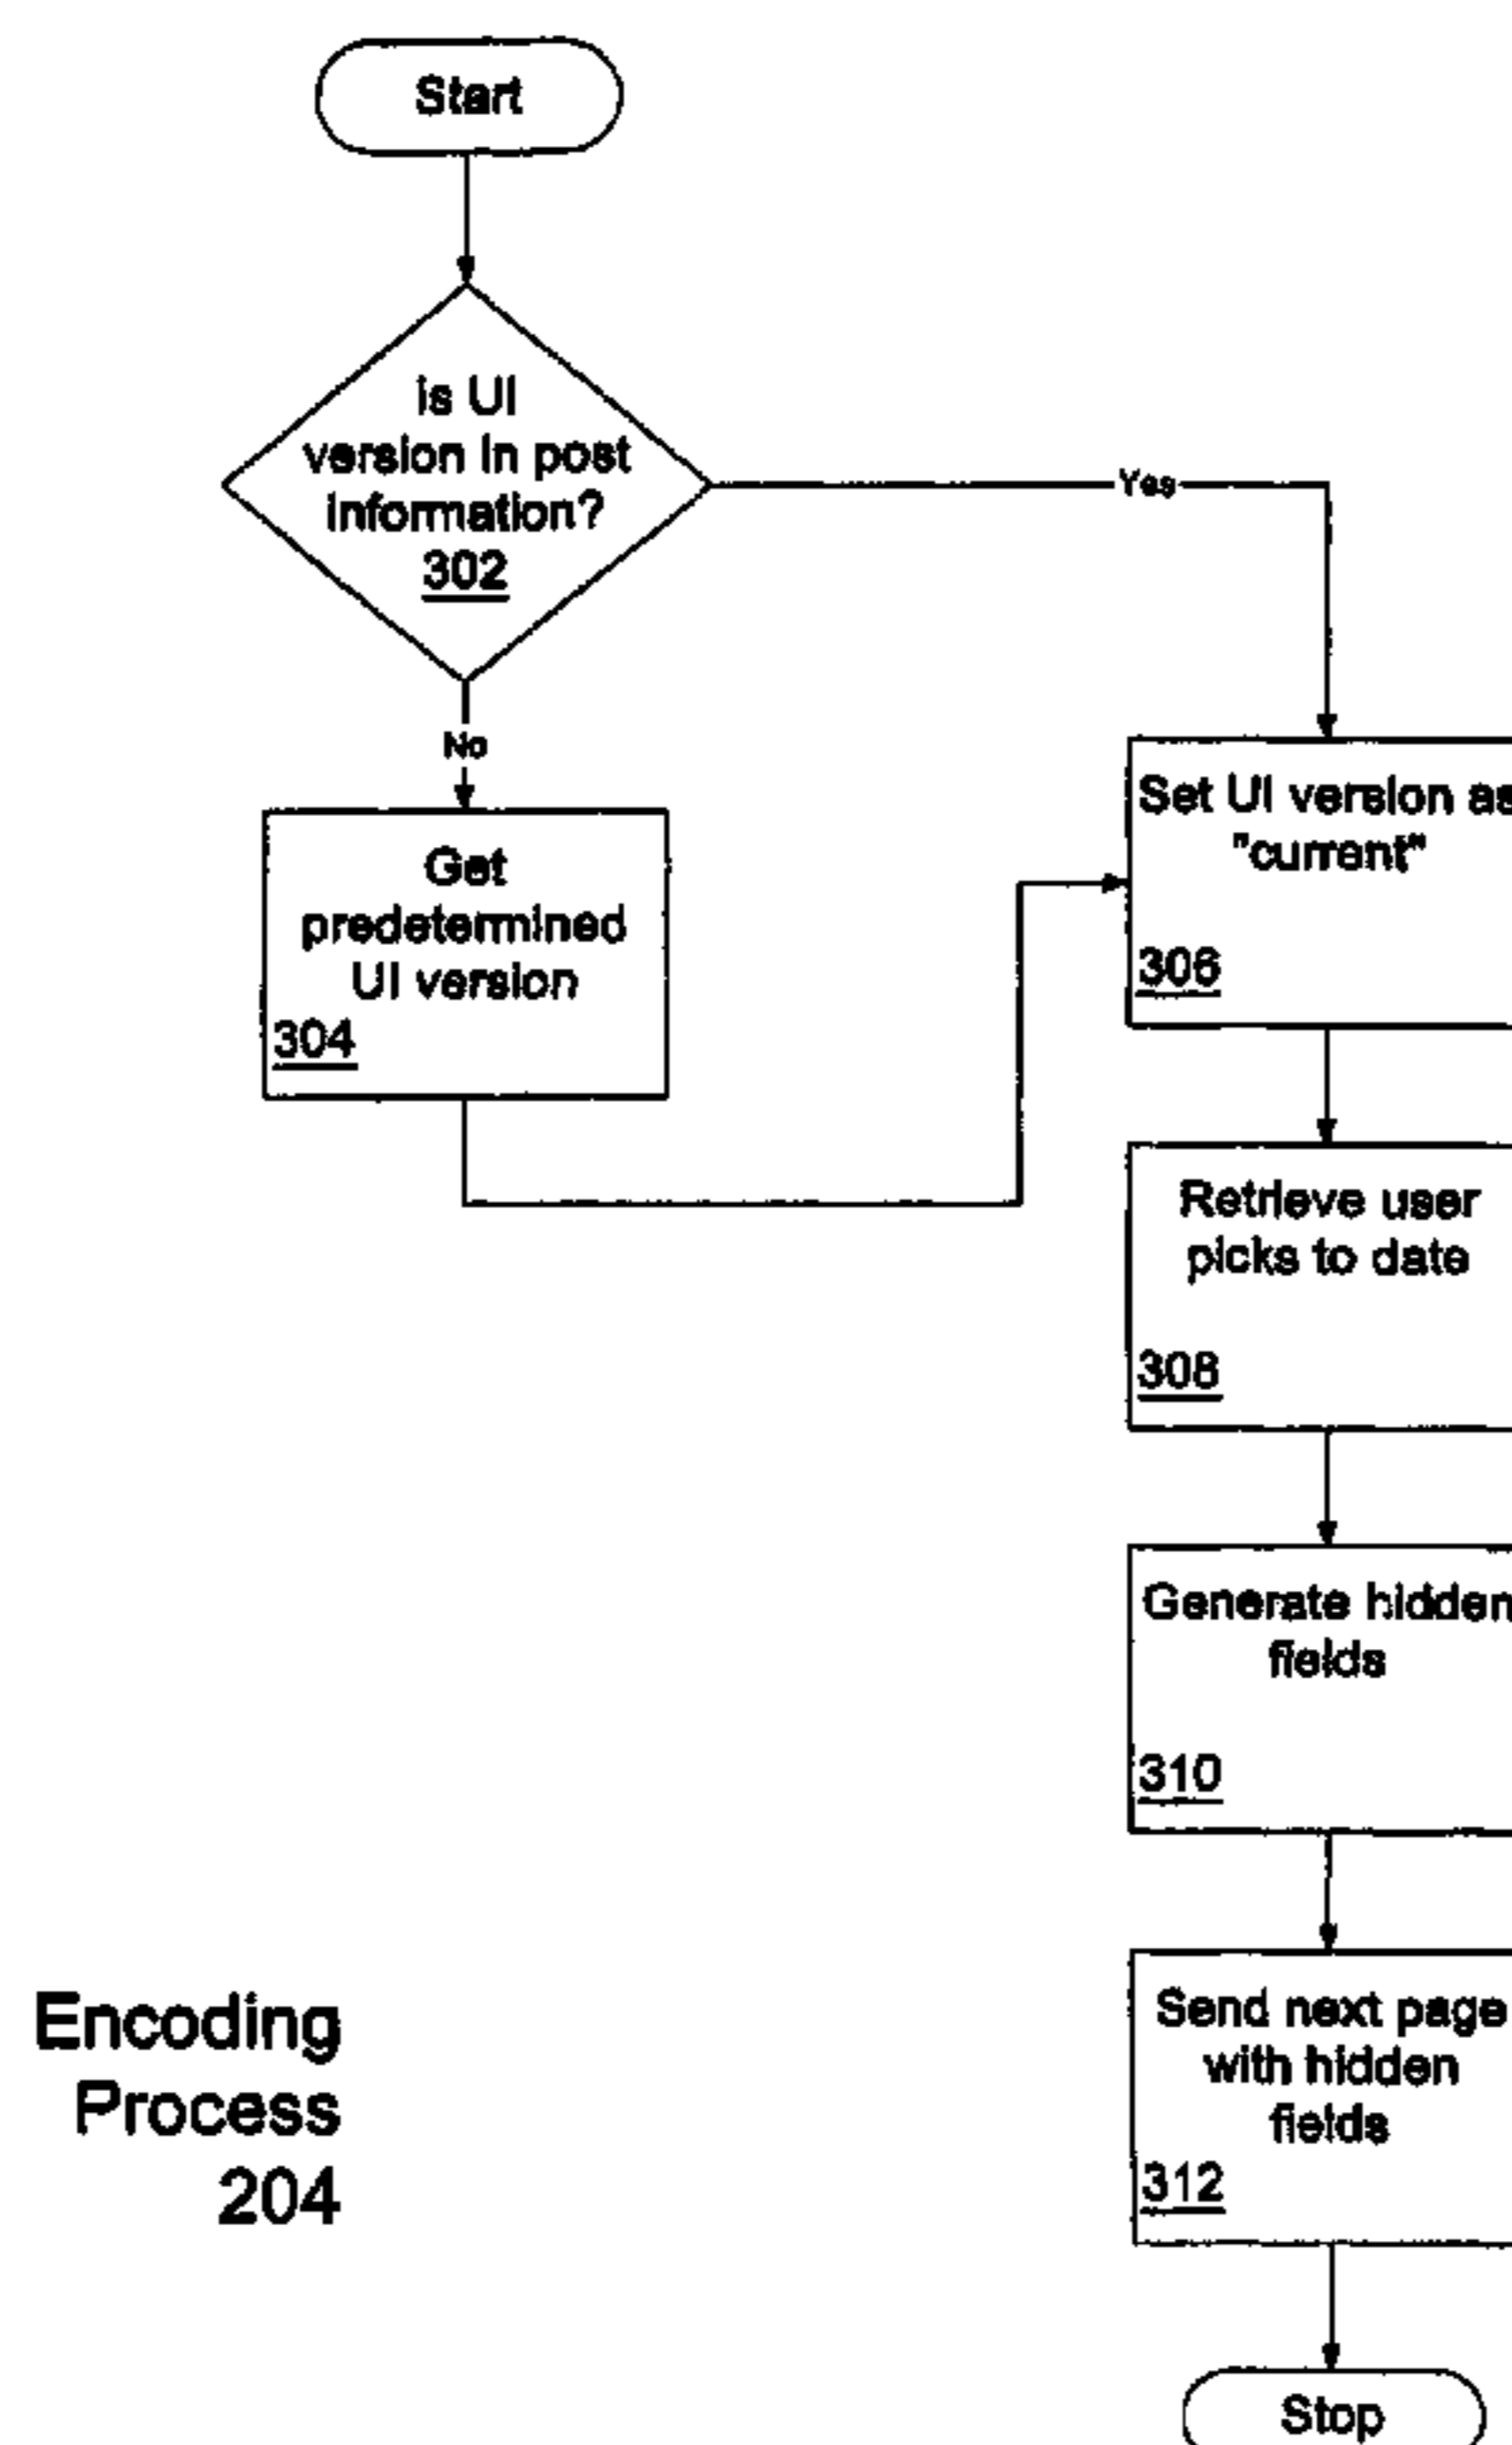 Start
Is UI
version in post
information?
302
Yes
No
Get
predetermined
UI version
304
Set UI version as
"current"
306
Retrieve user
picks to date
308
Generate hidden
fields
310
Send next page
with hidden
fields
312
Stop
Encoding
Process
204